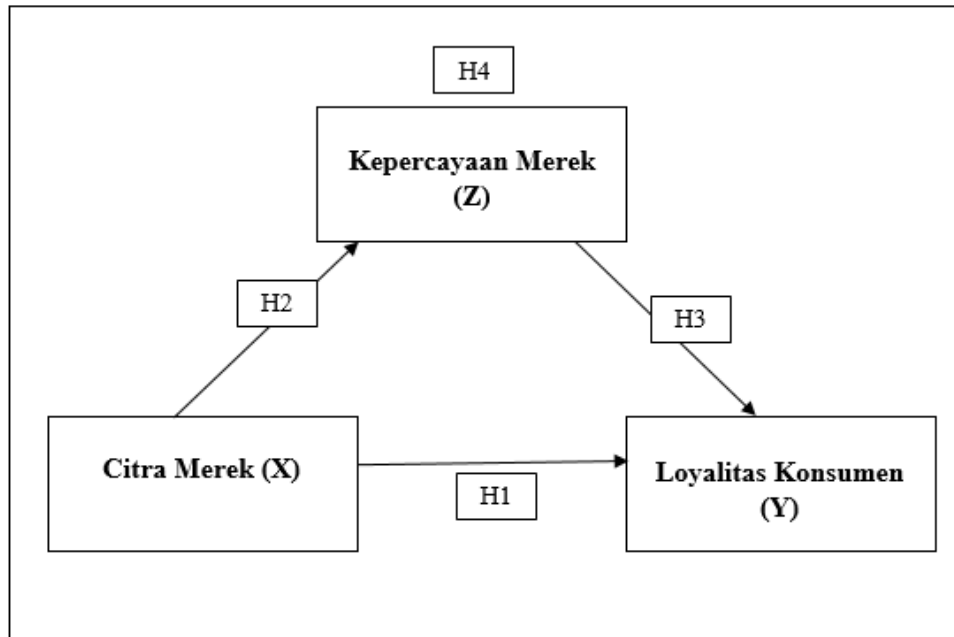 H4
Kepercayaan Merek
(Z)
H2
H3
Citra Merek (X)
H1
Loyalitas Konsumen
(Y)